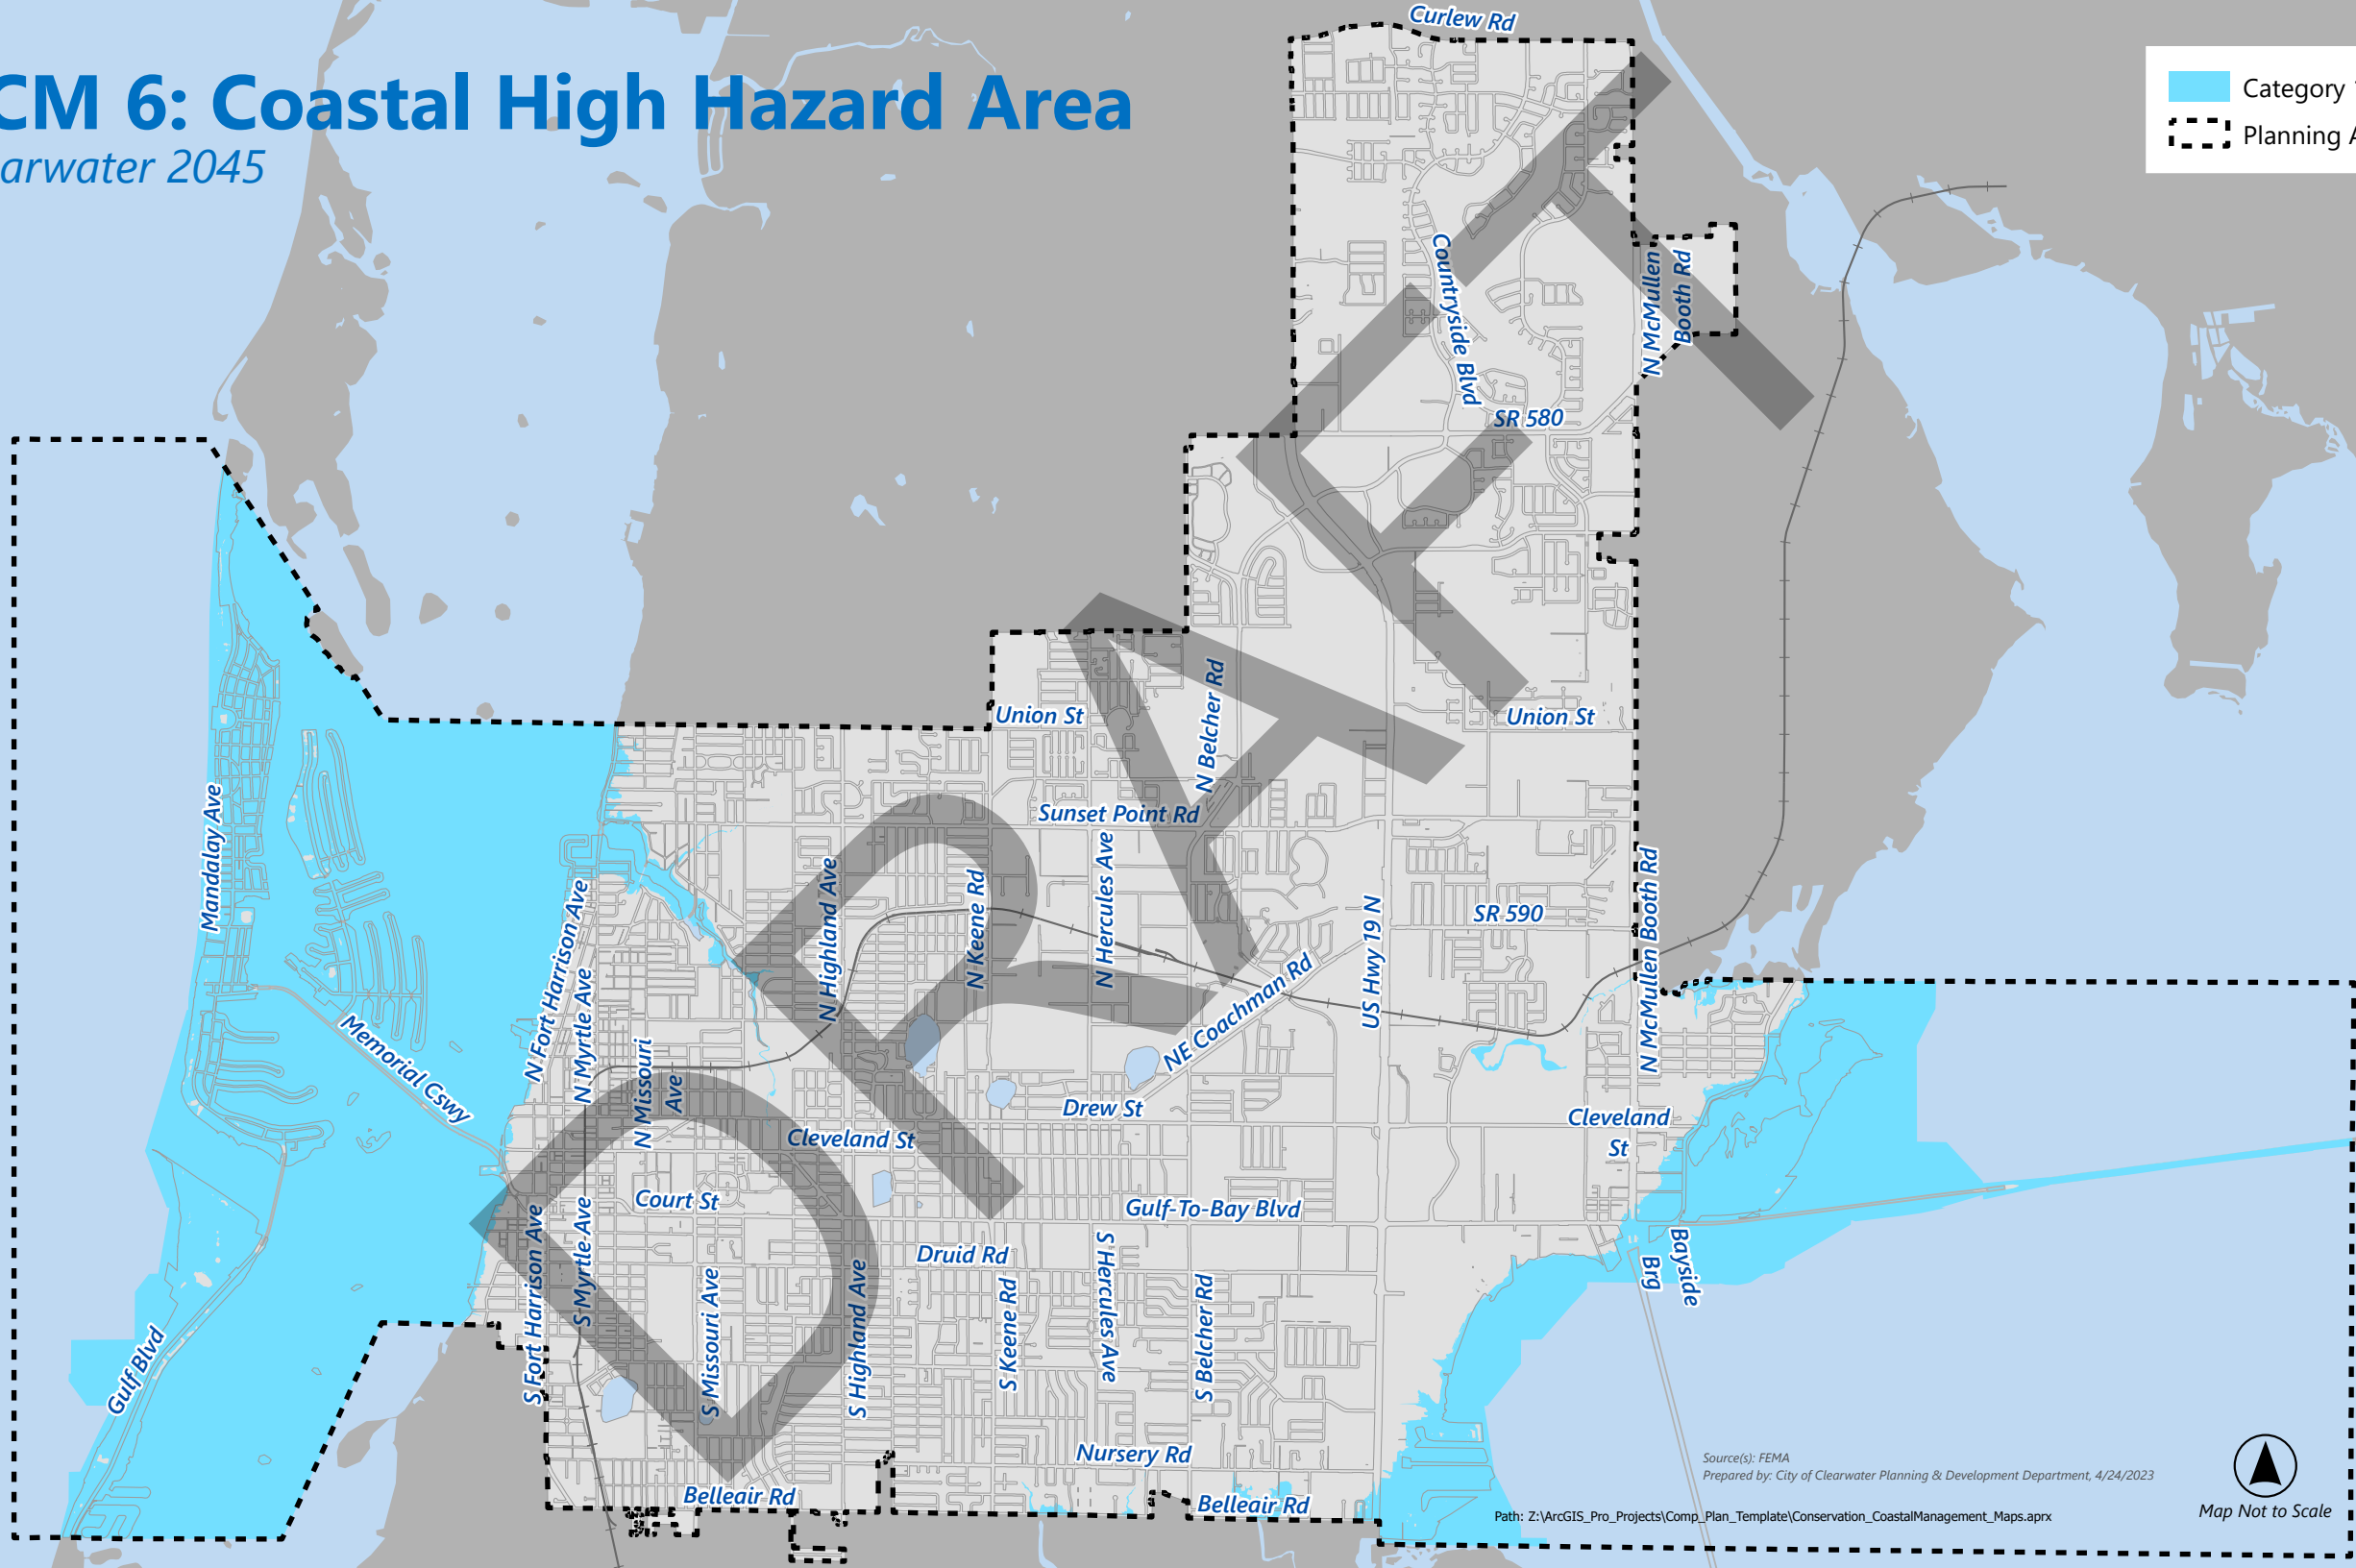 CM 6: Coastal High Hazard Area
arwater 2045
Curlew Rd
Category
Planning
Countryside Blvd
N McMullen
Booth Rd
SR 580
Union St
N Belcher Rd
Union St
Sunset Point Rd
Mandalay Ave
N Fort Harrison Ave
N Myrtle Ave
N Highland Ave
N Keene Rd
N Hercules Ave
US Hwy 19 N
SR 590
N McMullen Booth Rd
NE Coachman Rd
Memorial Cswy
N Missouri
Ave
Drew St
Cleveland St
Cleveland
St
Court St
Gulf-To-Bay Blvd
Druid Rd
S Fort Harrison Ave
S Myrtle Ave
S Missouri Ave
S Highland Ave
S Keene Rd
S Hercules Ave
S Belcher Rd
Bayside
Brg
Gulf Blvd
Nursery Rd
Belleair Rd
Belleair Rd
DRAFT
Source(s): FEMA
Prepared by: City of Clearwater Planning & Development Department, 4/24/2023
Path: Z:\ArcGIS_Pro_Projects\Comp_Plan_Template\Conservation_CoastalManagement_Maps.aprx
Map Not to Scale